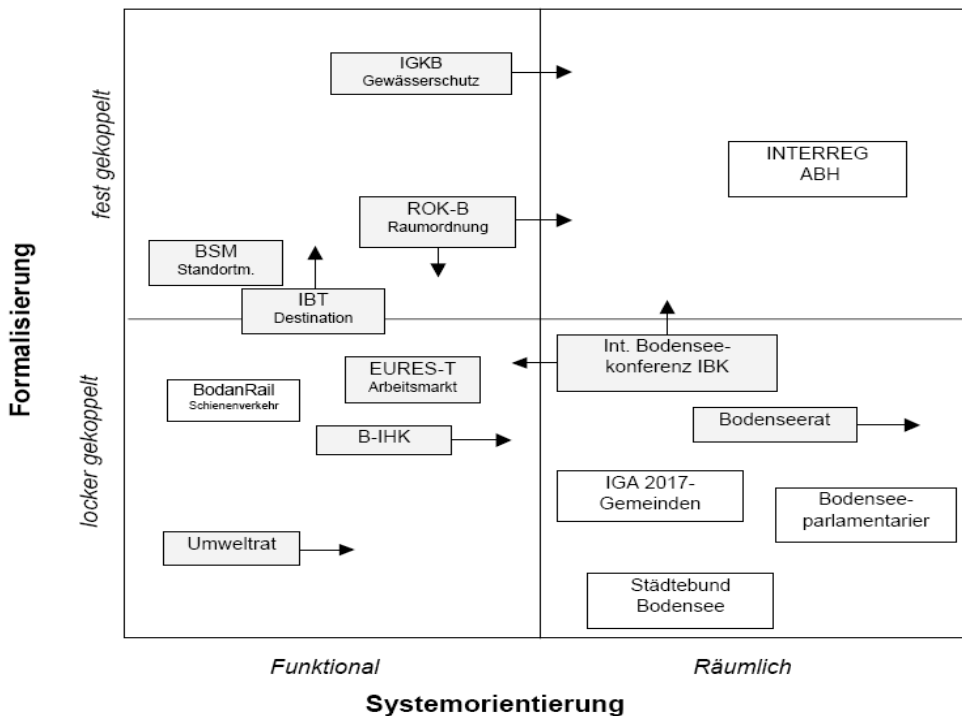 IGKB
Gewässerschutz
INTERREG
ABH
fest gekoppelt
ROK-B
Raumordnung
BSM
Standortm.
IBT
Destination
Formalisierung
Int. Bodensee-
konferenz IBK
EURES-T
Arbeitsmarkt
BodanRail
Schienenverkehr
Bodenseerat
B-IHK
locker gekoppelt
IGA 2017-
Gemeinden
Bodensee-
parlamentarier
Umweltrat
Städtebund
Bodensee
Funktional
Räumlich
Systemorientierung